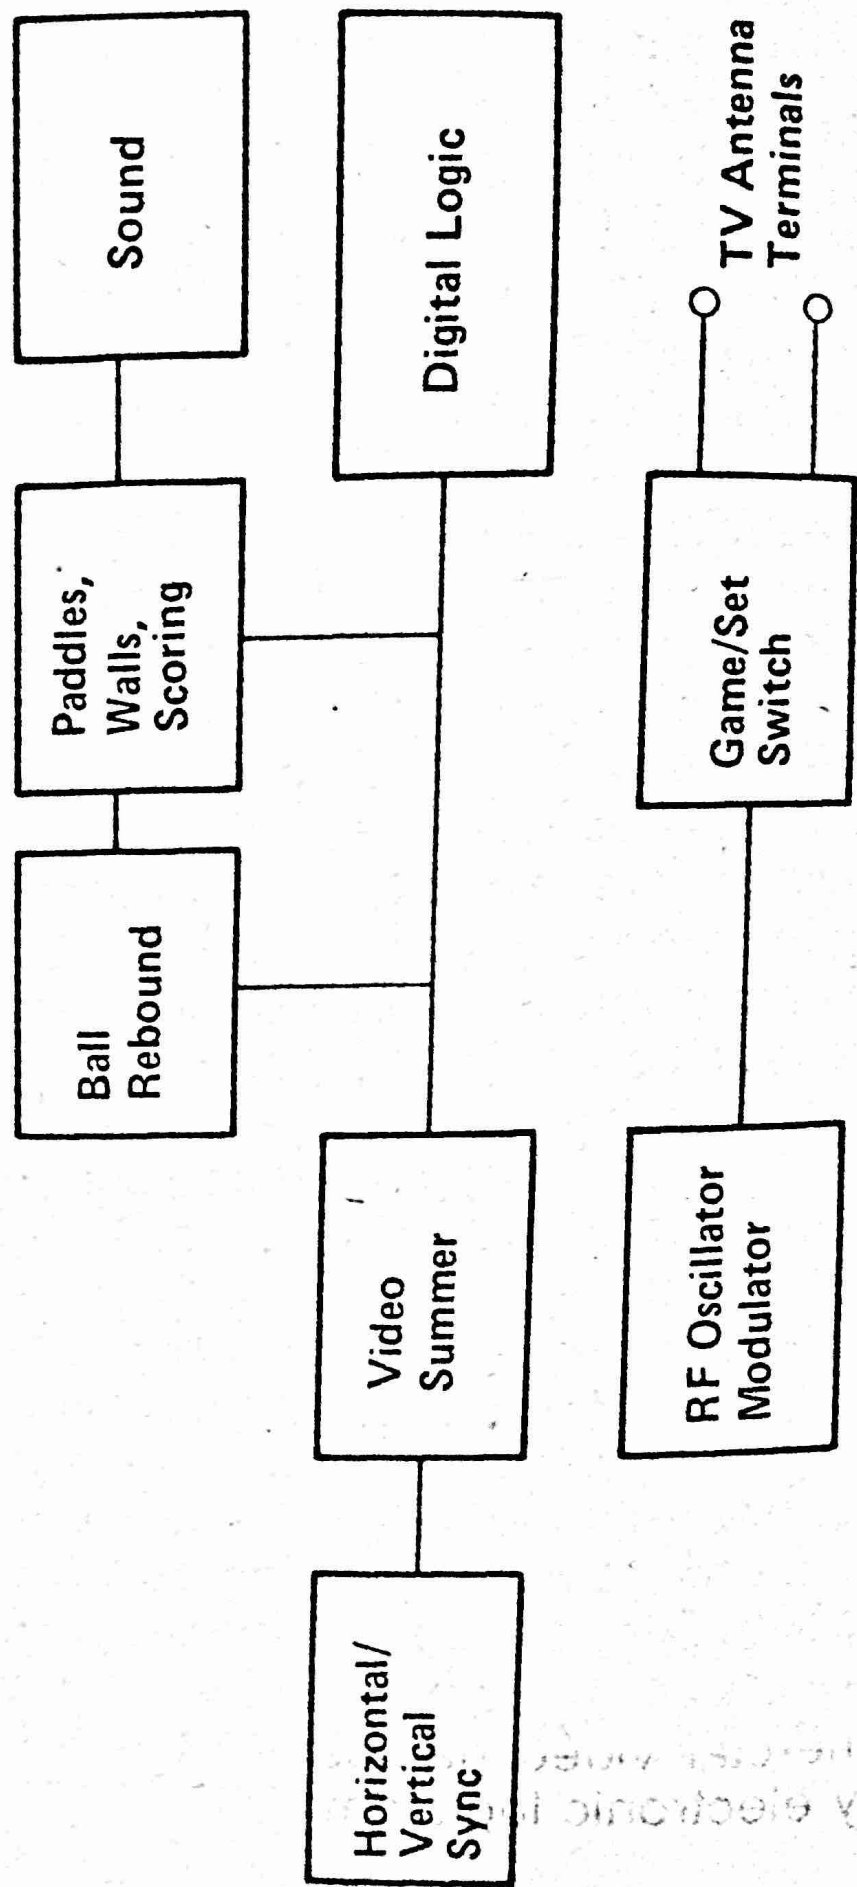 Sound
Paddles,
Walls,
Scoring
Ball
Rebound
Digital Logic
Video
Summer
Horizontal/
Vertical
Sync
TV Antenna
Terminals
Game/Set
Switch
RF Oscillator
Modulator
electronic